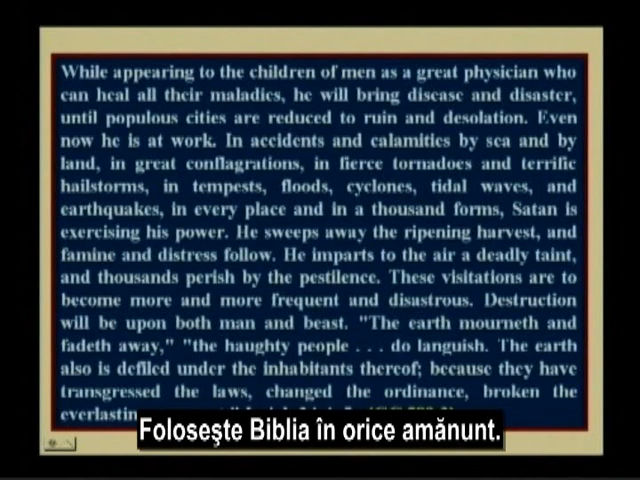 While appearing to the children of men as a great physician who
can heal all their maladies, he will bring disease and disaster,
until populous cities are reduced to ruin and desolation. Even
now he is at work. In accidents and calamities by sea and by
land, in great conflagrations, in fierce tornadoes and terrific
hailstorms, in tempests, floods, cyclones, tidal waves, and
earthquakes, in every place and in a thousand forms, Satan is
exercising his power. He sweeps away the ripening harvest, and
famine and distress follow. He imparts to the air a deadly taint,
and thousands perish by the pestilence. These visitations are to
become more and more frequent and disastrous. Destruction
will be upon both man and beast. "The earth mourneth and
fadeth away," "the haughty people . . . do languish. The earth
also is defiled under the inhabitants thereof; because they have
transgressed the laws, changed the ordinance, broken the
Foloseşte Biblia în orice amănunt.